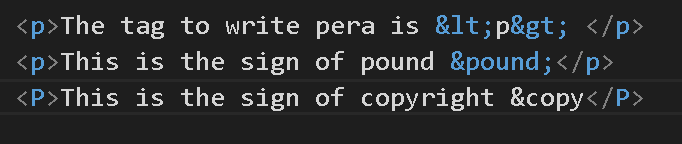 <p>The tag to write pera is &lt;p&gt; </p>
<p>This is the sign of pound &pound;</p>
<P>This is the sign of copyright &copy</P>